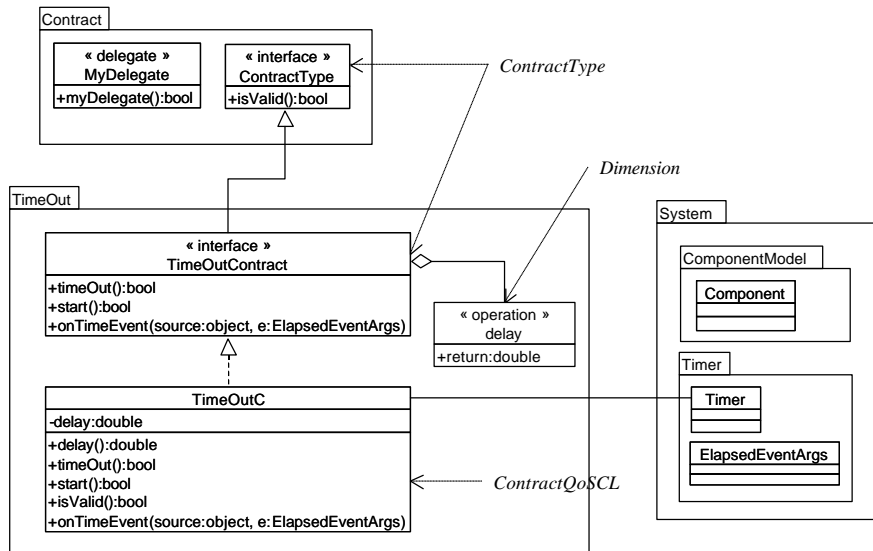 Contract
« delegate »
MyDelegate
+myDelegate():bool
« interface »
ContractType
+isValid():bool
ContractType
Dimension
TimeOut
« interface »
TimeOutContract
+timeOut():bool
+start():bool
+onTimeEvent(source:object, e:ElapsedEventArgs)
« operation »
delay
+return:double
TimeOutC
-delay:double
+delay():double
+timeOut():bool
+start():bool
+isValid():bool
+onTimeEvent(source:object, e:ElapsedEventArgs)
ContractQoSCL
System
ComponentModel
Component
Timer
Timer
ElapsedEventArgs